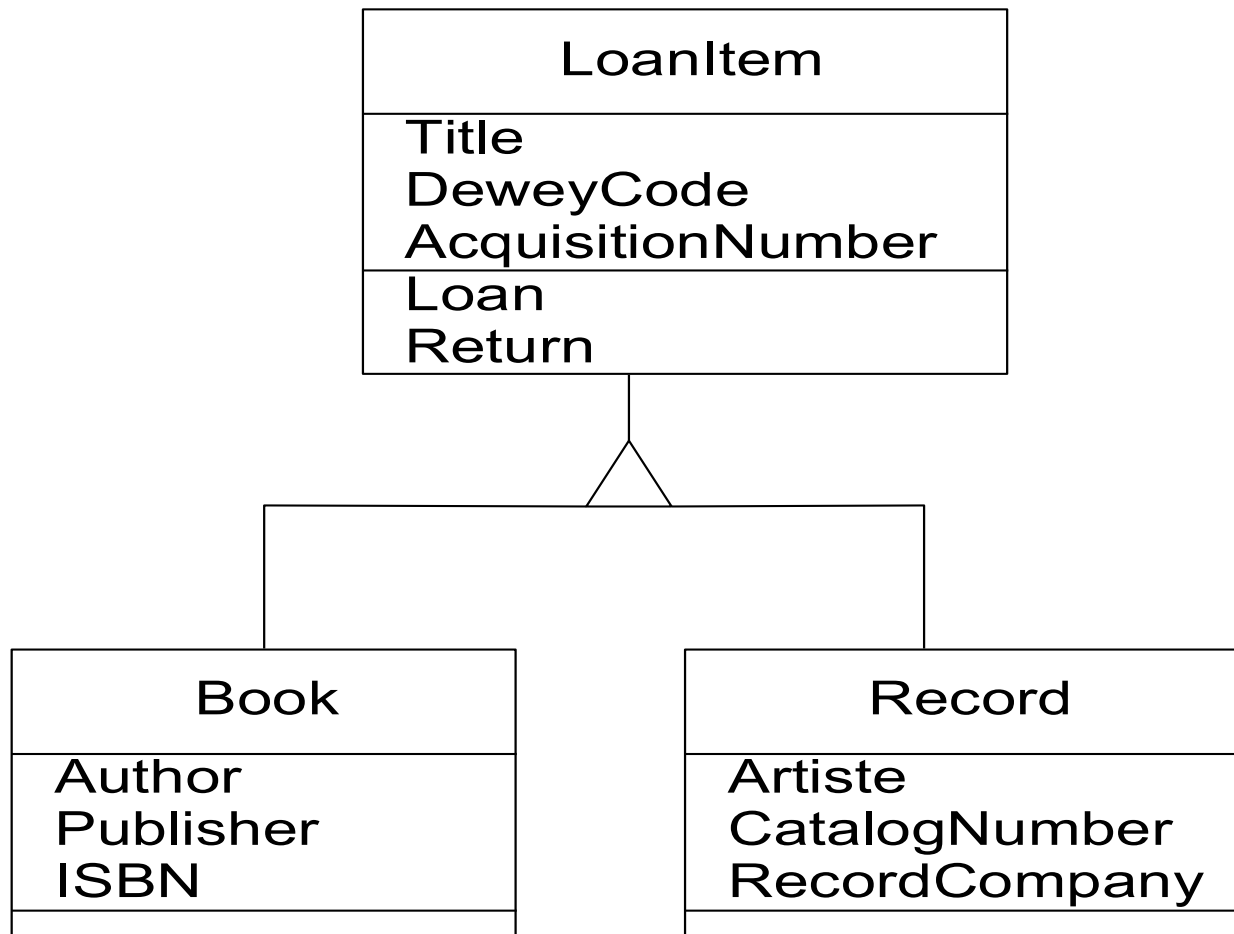 LoanItem
Title
DeweyCode
AcquisitionNumber
Loan
Return
Book
Author
Publisher
ISBN
Record
Artiste
CatalogNumber
RecordCompany